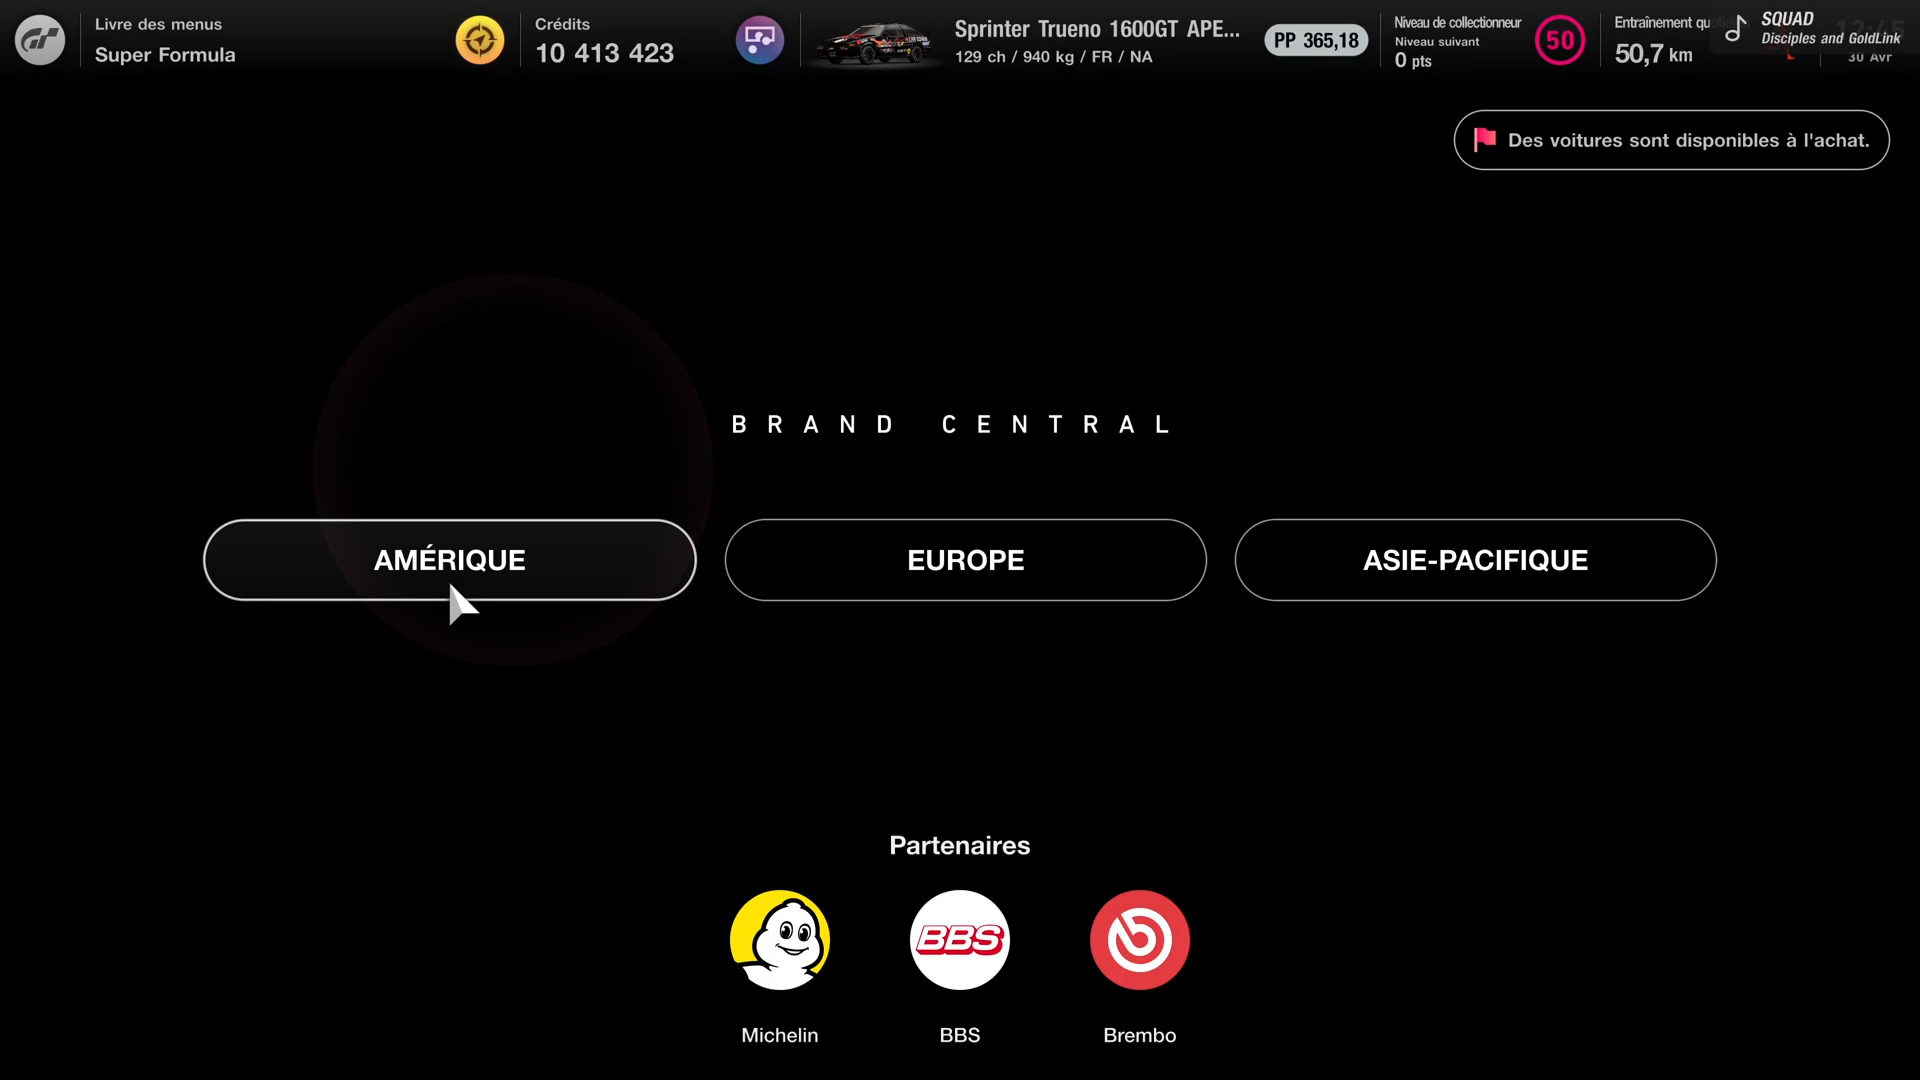 Livre des menus
Super Formula
Crédits
10 413 423
Sprinter Trueno 1600GT APE...
129 ch / 940 kg / FR / NA
PP 365,18
Niveau de collectionneur
Niveau suivant
0 pts
50
Entraînement
50,7 km
SQUAD
Disciples and GoldLink
30 Avr
Des voitures sont disponibles à l'achat.
BRAND CENTRAL
AMÉRIQUE
EUROPE
ASIE-PACIFIQUE
Partenaires
BBS
Michelin
BBS
Brembo